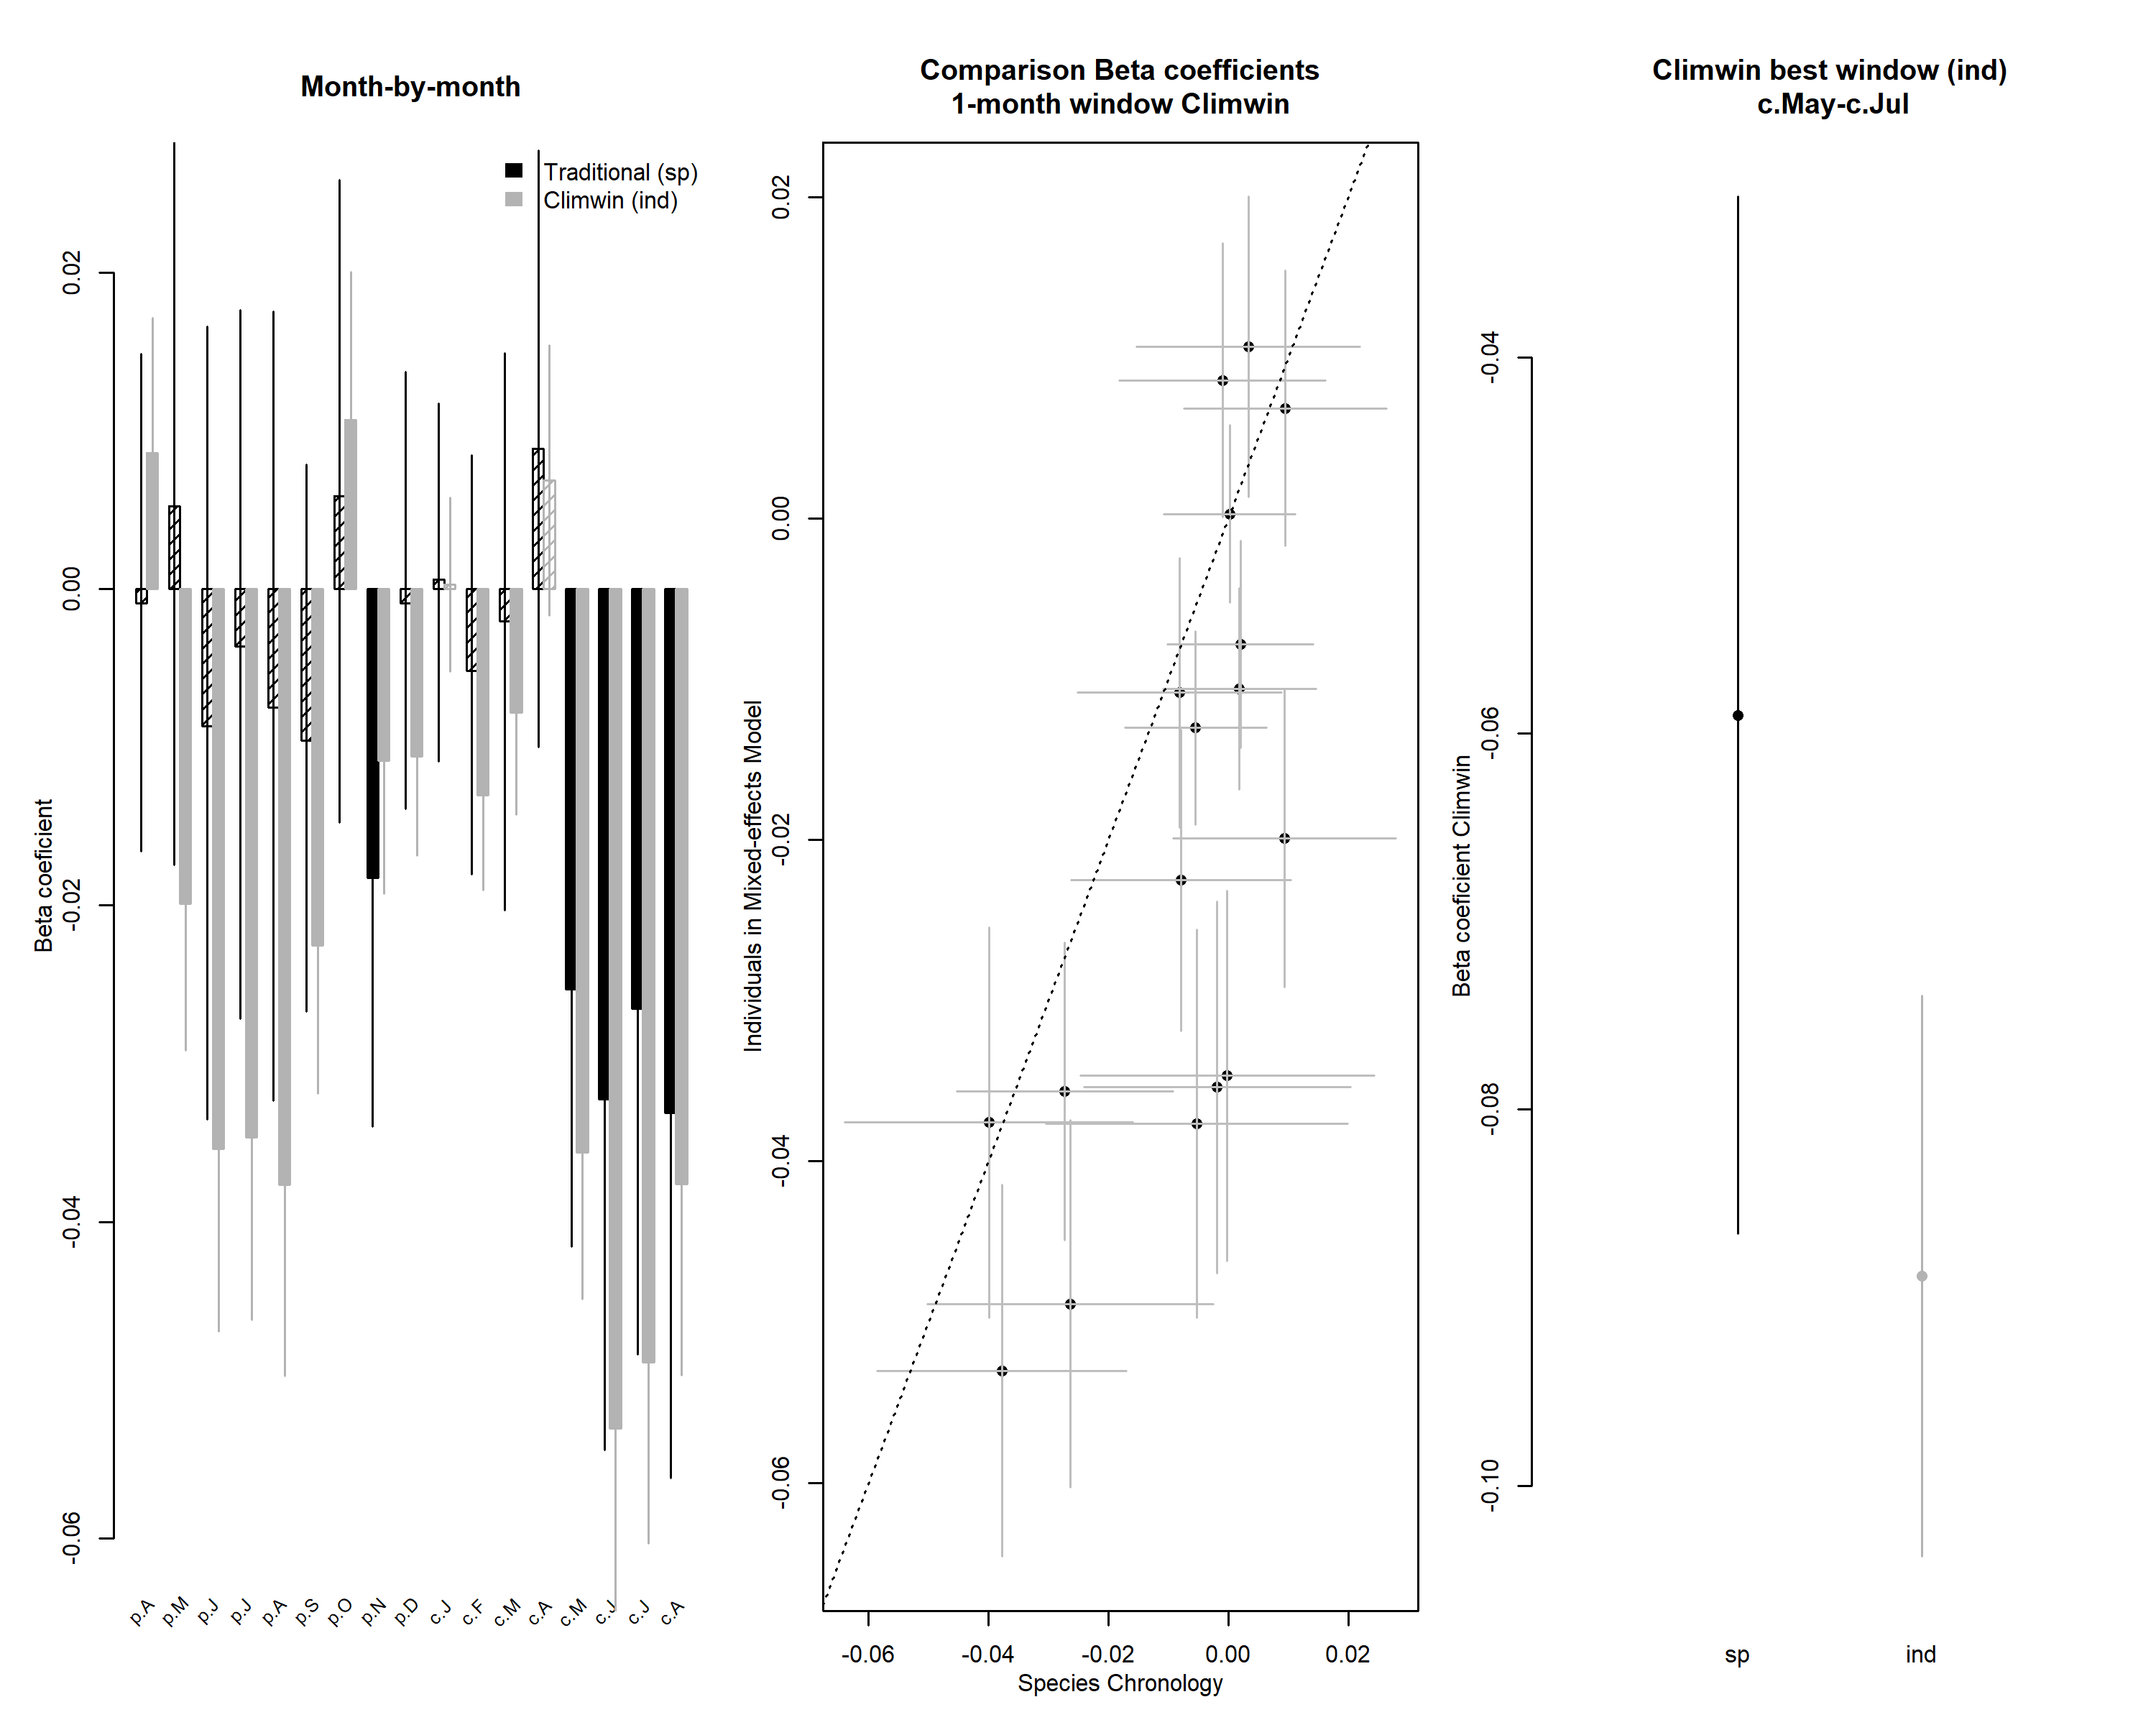 Month-by-month
Traditional (sp)
Climwin (ind)
Beta coeficient
0.02
0.00
-0.02
-0.04
-0.06
p.A
p.M
p.J
p.J
p.A
p.S
p.O
p.N
p.D
c.J
c.F
c.M
c.A
c.M
c.J
c.J
c.A
Comparison Beta coefficients
1-month window Climwin
Individuals in Mixed-effects Model
0.02
0.00
-0.02
-0.04
-0.06
-0.06
-0.04
-0.02
0.00
0.02
Species Chronology
Climwin best window (ind)
c.May-c.Jul
Beta coeficient Climwin
-0.04
-0.06
-0.08
-0.10
sp
ind